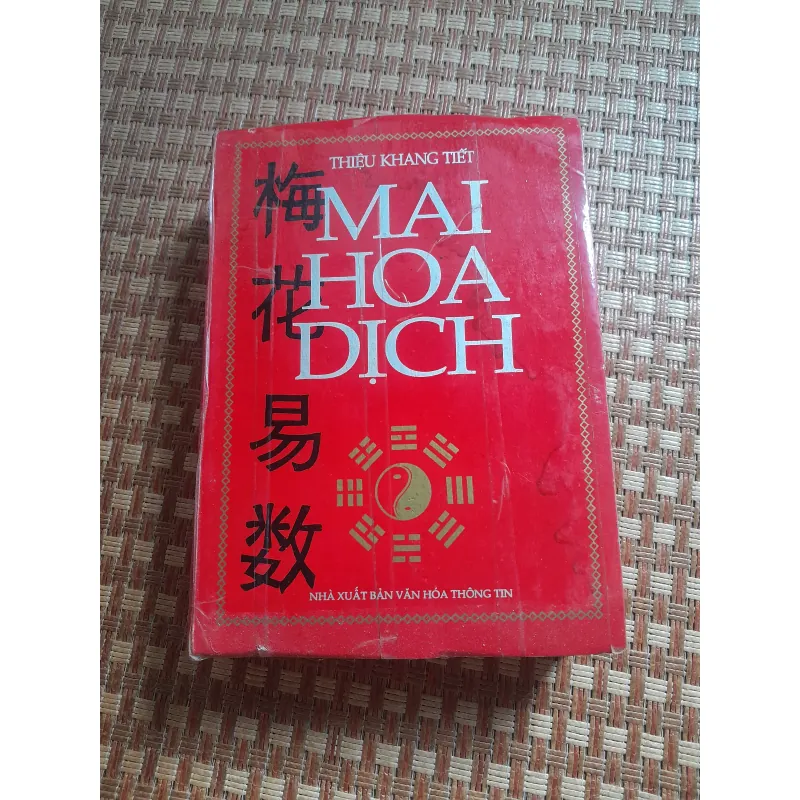 THIỆU KHANG TIẾT
MAI
HOA
DỊCH
梅花易数
NHÀ XUẤT BẢN VĂN HÓA THÔNG TIN